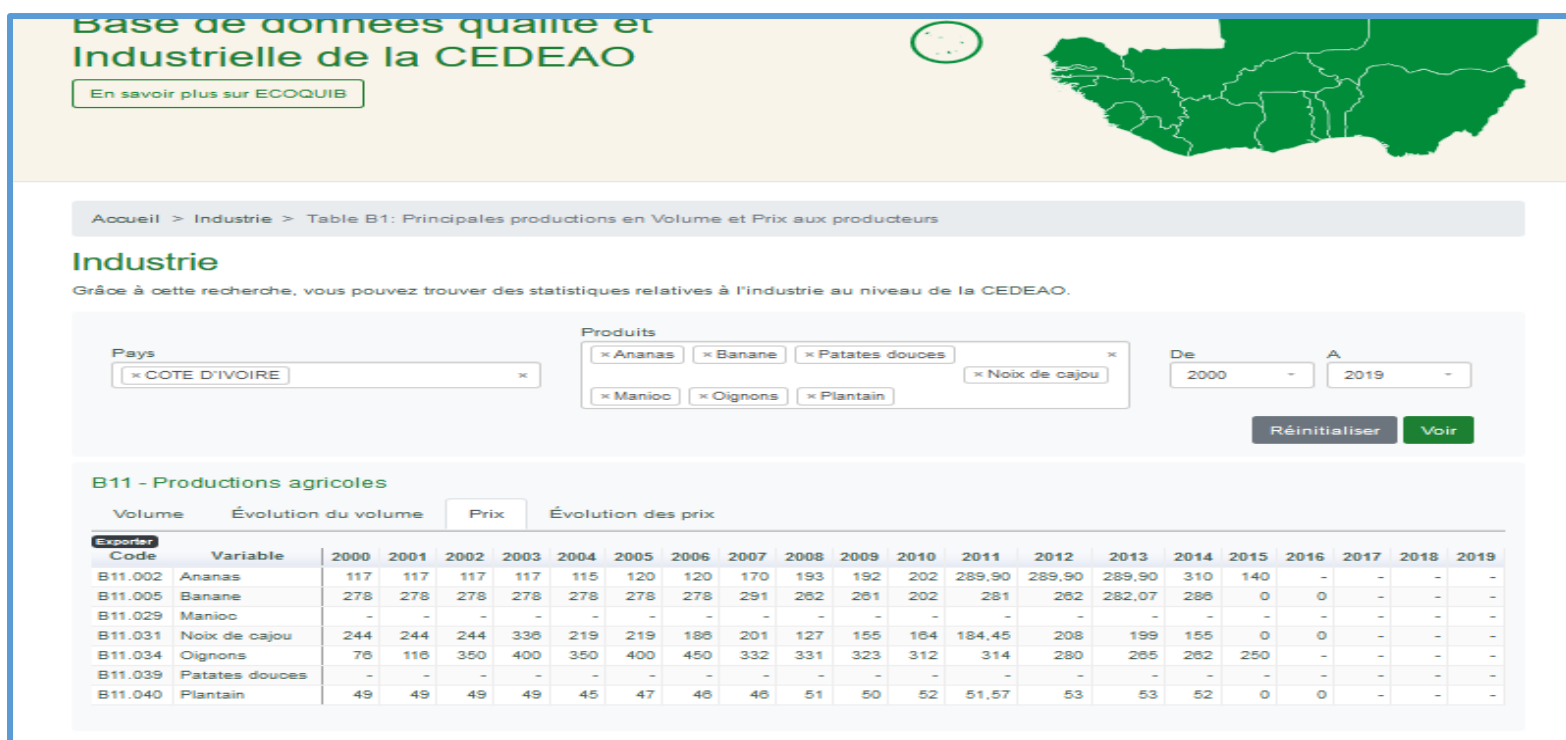 Base de données qualité et
Industrielle de la CEDEAO
En savoir plus sur ECOQUIB
Accueil > Industrie > Table B1: Principales productions en Volume et Prix aux producteurs
Industrie
Grâce à cette recherche, vous pouvez trouver des statistiques relatives à l'industrie au niveau de la CEDEAO.
Pays
× COTE D'IVOIRE ×
Produits
× Ananas × Banane × Patates douces ×
× Noix de cajou
× Manioc × Oignons × Plantain
De A
2000 2019
Réinitialiser Voir
B11 - Productions agricoles
Volume Évolution du volume Prix Évolution des prix
Exporter
Code Variable 2000 2001 2002 2003 2004 2005 2006 2007 2008 2009 2010 2011 2012 2013 2014 2015 2016 2017 2018 2019
B11.002 Ananas 117 117 117 117 115 120 120 170 193 192 202 289,90 289,90 289,90 310 140 - - - -
B11.005 Banane 278 278 278 278 278 278 278 291 262 261 202 281 262 282,07 286 0 0 - - -
B11.029 Manioc - - - - - - - - - - - - - - - - - - - -
B11.031 Noix de cajou 244 244 244 336 219 219 186 201 127 155 164 184,45 208 199 155 0 0 - - -
B11.034 Oignons 76 116 350 400 350 400 450 332 331 323 312 314 280 265 262 250 - - - -
B11.039 Patates douces - - - - - - - - - - - - - - - - - - - -
B11.040 Plantain 49 49 49 49 45 47 46 46 51 50 52 51,57 53 53 52 0 0 - - -